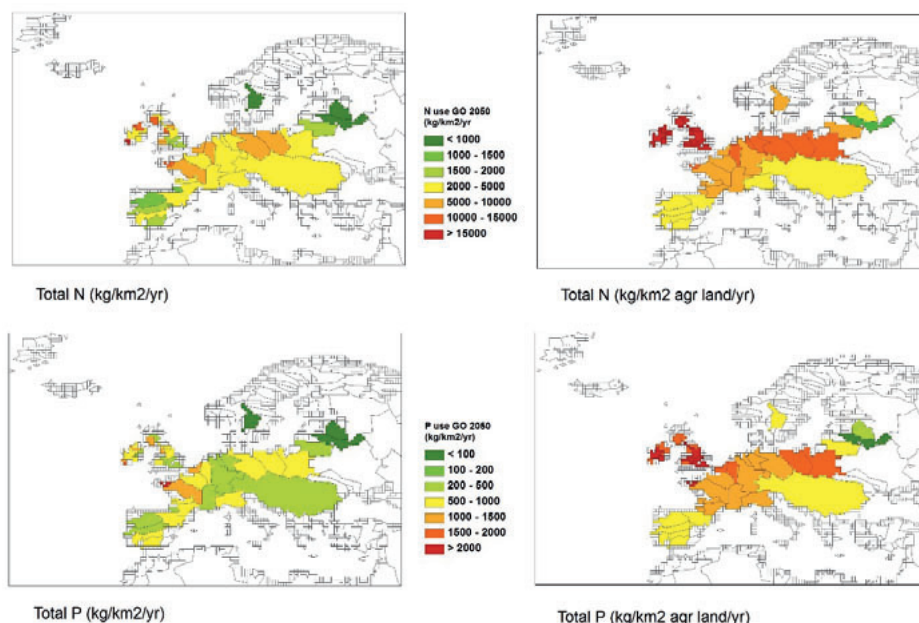 N use GO 2050
(kg/km2/yr)
< 1000
1000 - 1500
1500 - 2000
2000 - 5000
5000 - 10000
10000 - 15000
> 15000
Total N (kg/km2/yr)
Total N (kg/km2 agr land/yr)
P use GO 2050
(kg/km2/yr)
< 100
100 - 200
200 - 500
500 - 1000
1000 - 1500
1500 - 2000
> 2000
Total P (kg/km2/yr)
Total P (kg/km2 agr land/yr)